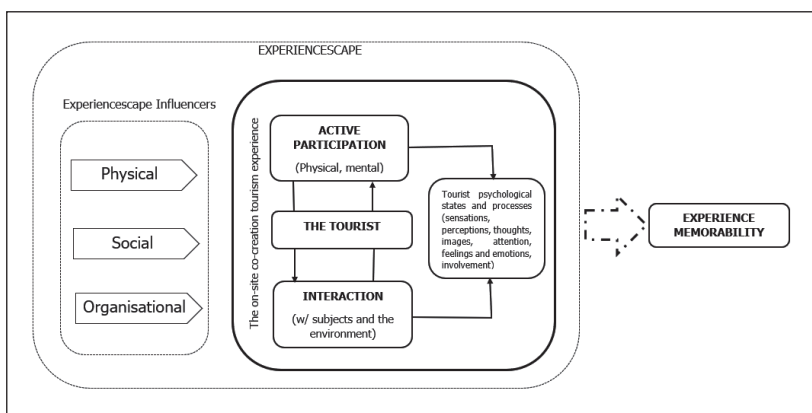 EXPERIENCESCAPE
Experiencescape Influencers
Physical
Social
Organisational
The on-site co-creation tourism experience
ACTIVE
PARTICIPATION
(Physical, mental)
THE TOURIST
INTERACTION
(w/ subjects and the
environment)
Tourist psychological
states and processes
(sensations,
perceptions, thoughts,
images, attention,
feelings and emotions,
involvement)
EXPERIENCE
MEMORABILITY